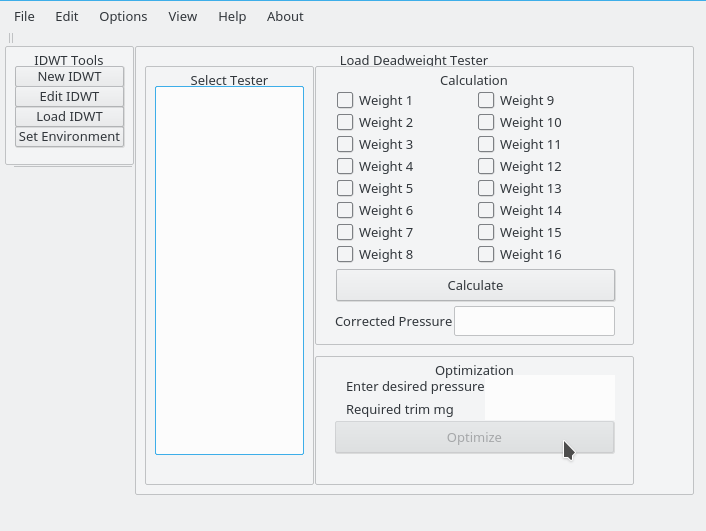 File Edit Options View Help About
IDWT Tools
New IDWT
Edit IDWT
Load IDWT
Set Environment
Load Deadweight Tester
Select Tester
Calculation
Weight 1 Weight 9
Weight 2 Weight 10
Weight 3 Weight 11
Weight 4 Weight 12
Weight 5 Weight 13
Weight 6 Weight 14
Weight 7 Weight 15
Weight 8 Weight 16
Calculate
Corrected Pressure
Optimization
Enter desired pressure
Required trim mg
Optimize